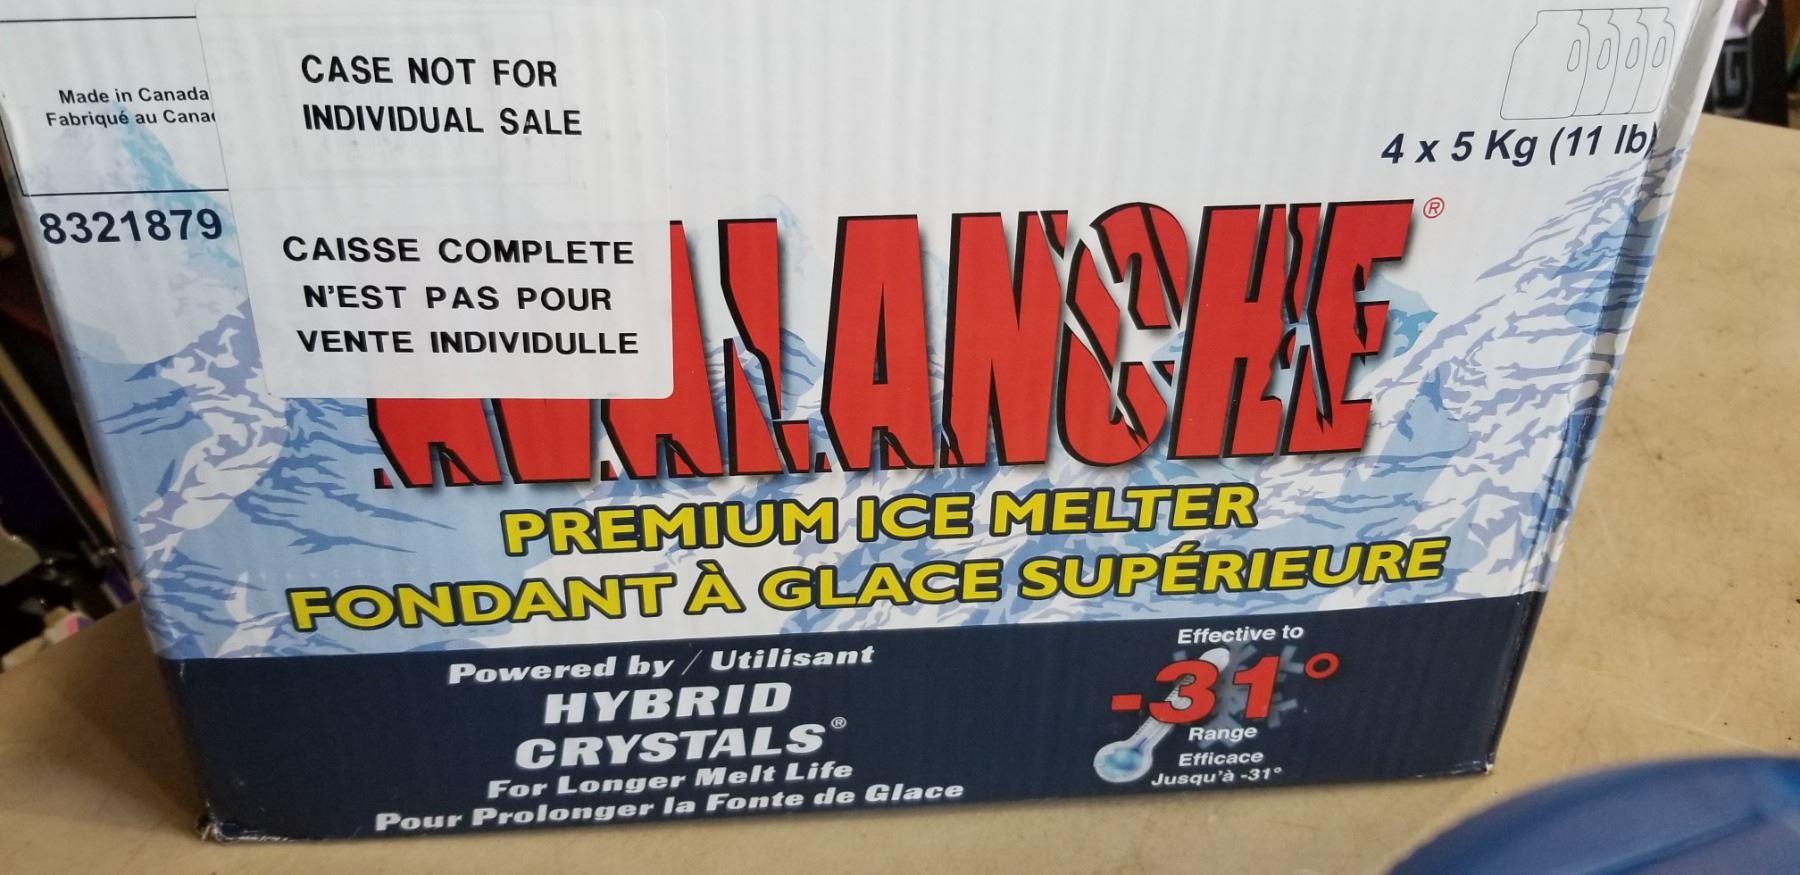 Made in Canada
Fabriqué au Canad
8321879
CASE NOT FOR
INDIVIDUAL SALE
CAISSE COMPLETE
N'EST PAS POUR
VENTE INDIVIDULLE
4 x 5 Kg (11 lb)
AVALANCHE®
PREMIUM ICE MELTER
FONDANT À GLACE SUPÉRIEURE
Powered by / Utilisant
HYBRID
CRYSTALS®
For Longer Melt Life
Pour Prolonger la Fonte de Glace
Effective to
-31°
Range
Efficace
Jusqu'à -31°